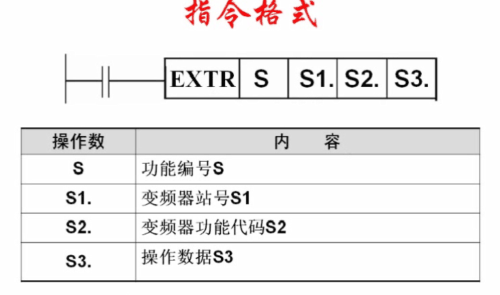 指令格式
EXTR S S1. S2. S3.
操作数 内 容
S 功能编号S
S1. 变频器站号S1
S2. 变频器功能代码S2
S3. 操作数据S3